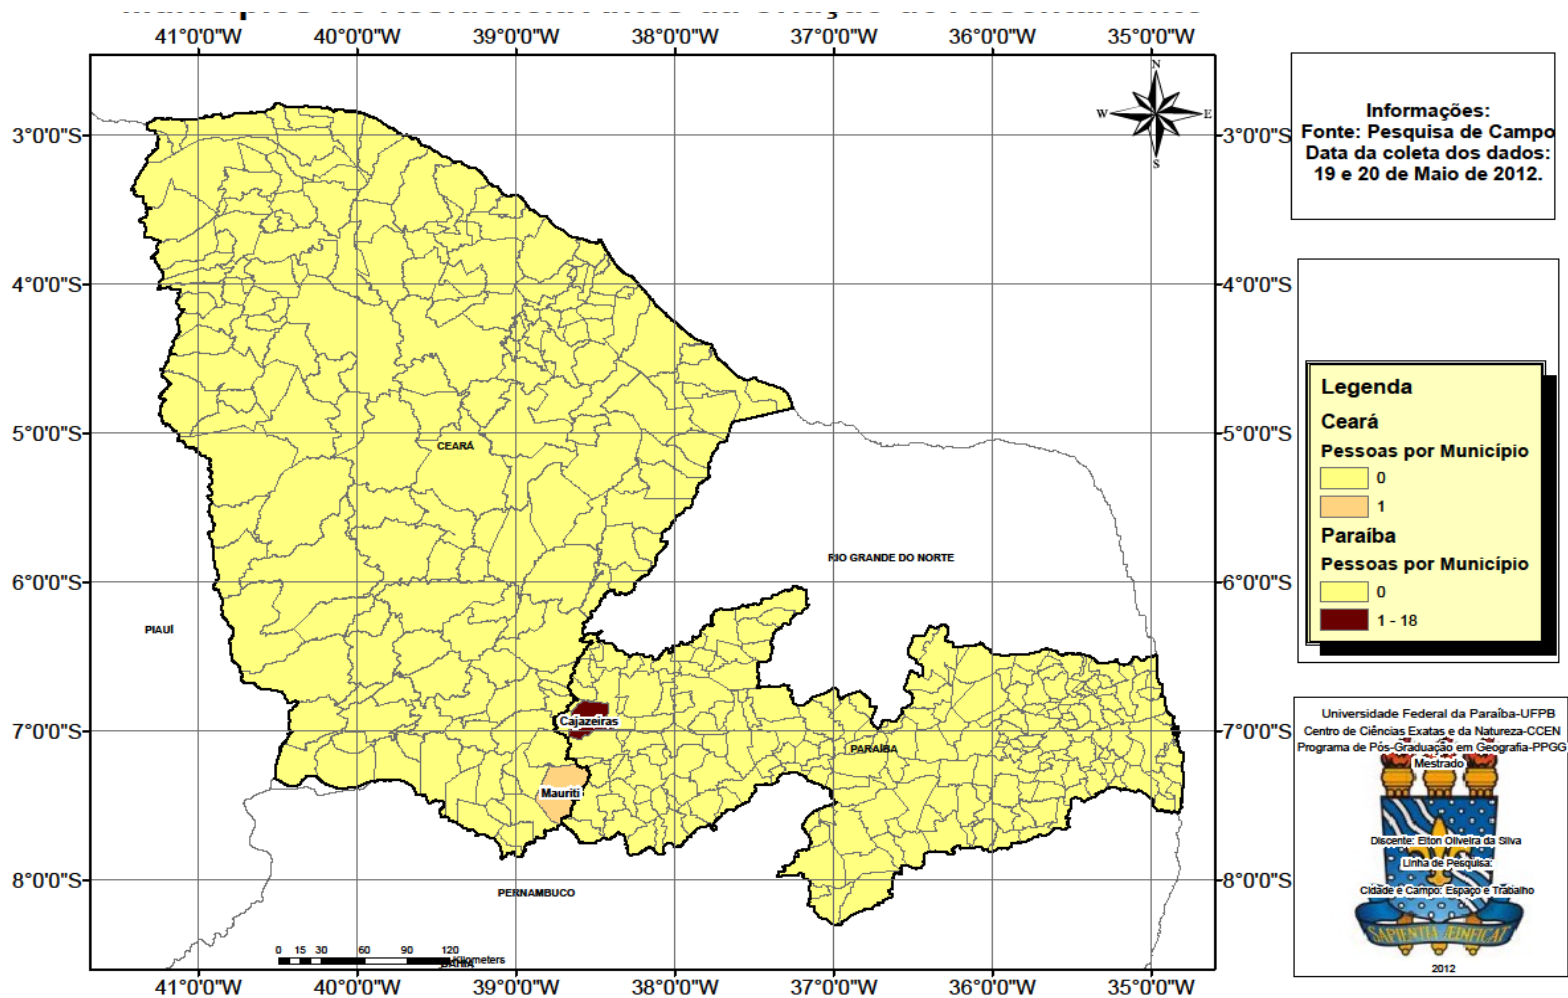 41°0'0"W 40°0'0"W 39°0'0"W 38°0'0"W 37°0'0"W 36°0'0"W 35°0'0"W
N
W E
S
3°0'0"S 3°0'0"S
4°0'0"S 4°0'0"S
5°0'0"S 5°0'0"S
6°0'0"S 6°0'0"S
7°0'0"S 7°0'0"S
8°0'0"S 8°0'0"S
CEARÁ
RIO GRANDE DO NORTE
PIAUÍ
Cajazeiras
PARAÍBA
Mauriti
PERNAMBUCO
0 15 30 60 90 120
Kilometers
BAHIA
41°0'0"W 40°0'0"W 39°0'0"W 38°0'0"W 37°0'0"W 36°0'0"W 35°0'0"W
Informações:
Fonte: Pesquisa de Campo
Data da coleta dos dados:
19 e 20 de Maio de 2012.
Legenda
Ceará
Pessoas por Município
0
1
Paraíba
Pessoas por Município
0
1 - 18
Universidade Federal da Paraíba-UFPB
Centro de Ciências Exatas e da Natureza-CCEN
Programa de Pós-Graduação em Geografia-PPGG
Mestrado
Discente: Elton Oliveira da Silva
Linha de Pesquisa:
Cidade e Campo: Espaço e Trabalho
SAPIENTIA ÆDIFICAT
2012